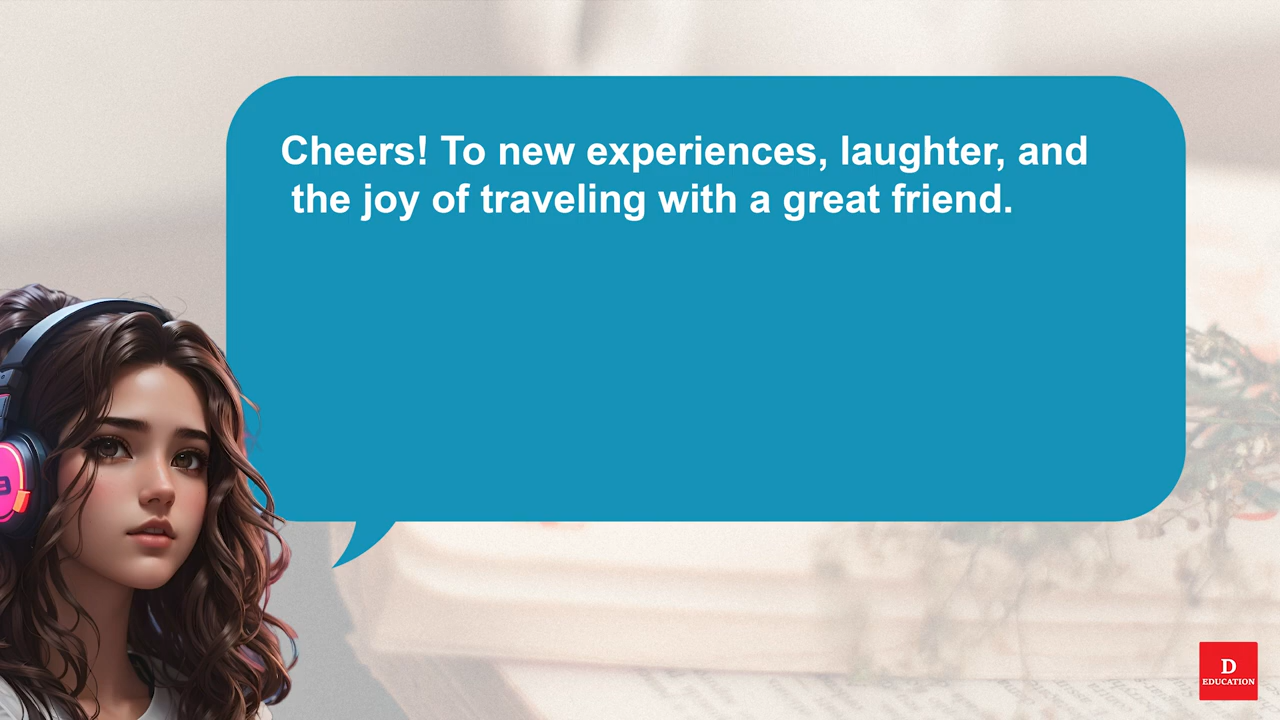 Cheers! To new experiences, laughter, and
the joy of traveling with a great friend.
D
EDUCATION